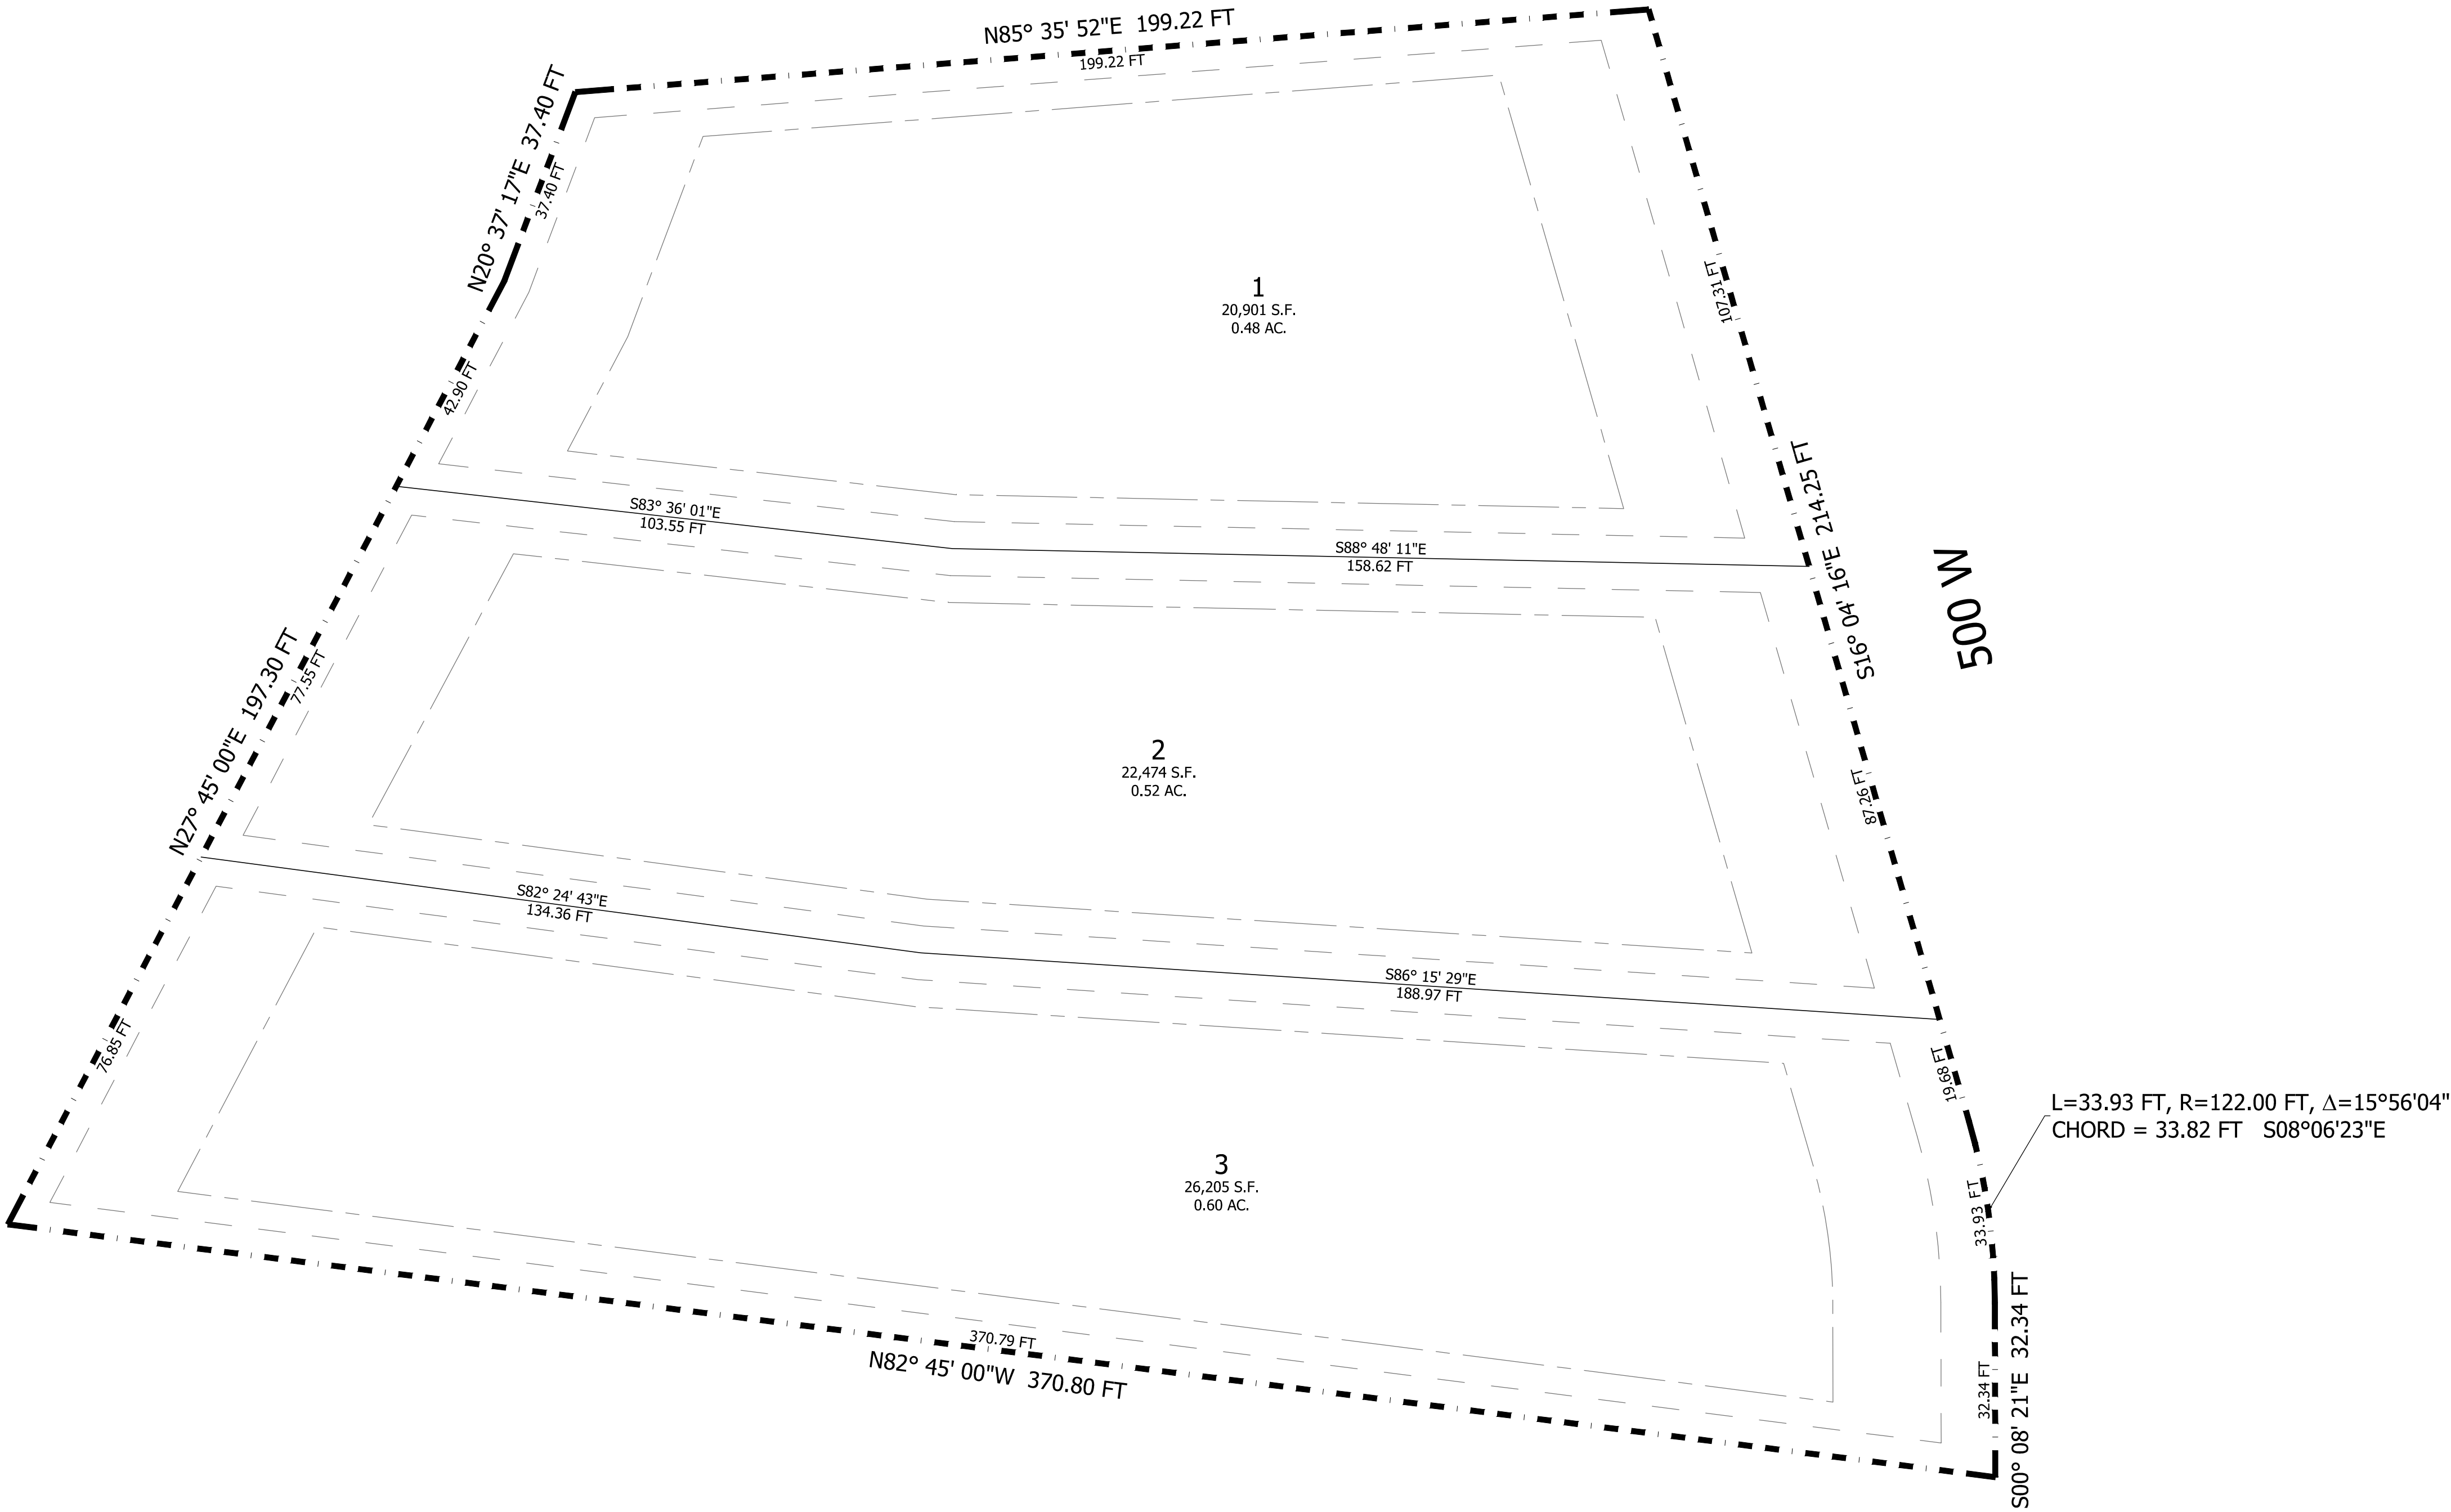 N85° 35' 52"E  199.22 FT
199.22 FT
N20° 37' 17"E  37.40 FT
37.40 FT
1
20,901 S.F.
0.48 AC.
107.31 FT
42.90 FT
S83° 36' 01"E
103.55 FT
S88° 48' 11"E
158.62 FT
S16° 04' 16"E  214.25 FT
500 W
N27° 45' 00"E  197.30 FT
77.55 FT
2
22,474 S.F.
0.52 AC.
87.26 FT
S82° 24' 43"E
134.36 FT
S86° 15' 29"E
188.97 FT
76.85 FT
19.68 FT
L=33.93 FT, R=122.00 FT, Δ=15°56'04"
CHORD = 33.82 FT   S08°06'23"E
3
26,205 S.F.
0.60 AC.
33.93 FT
370.79 FT
N82° 45' 00"W  370.80 FT
32.34 FT
S00° 08' 21"E  32.34 FT